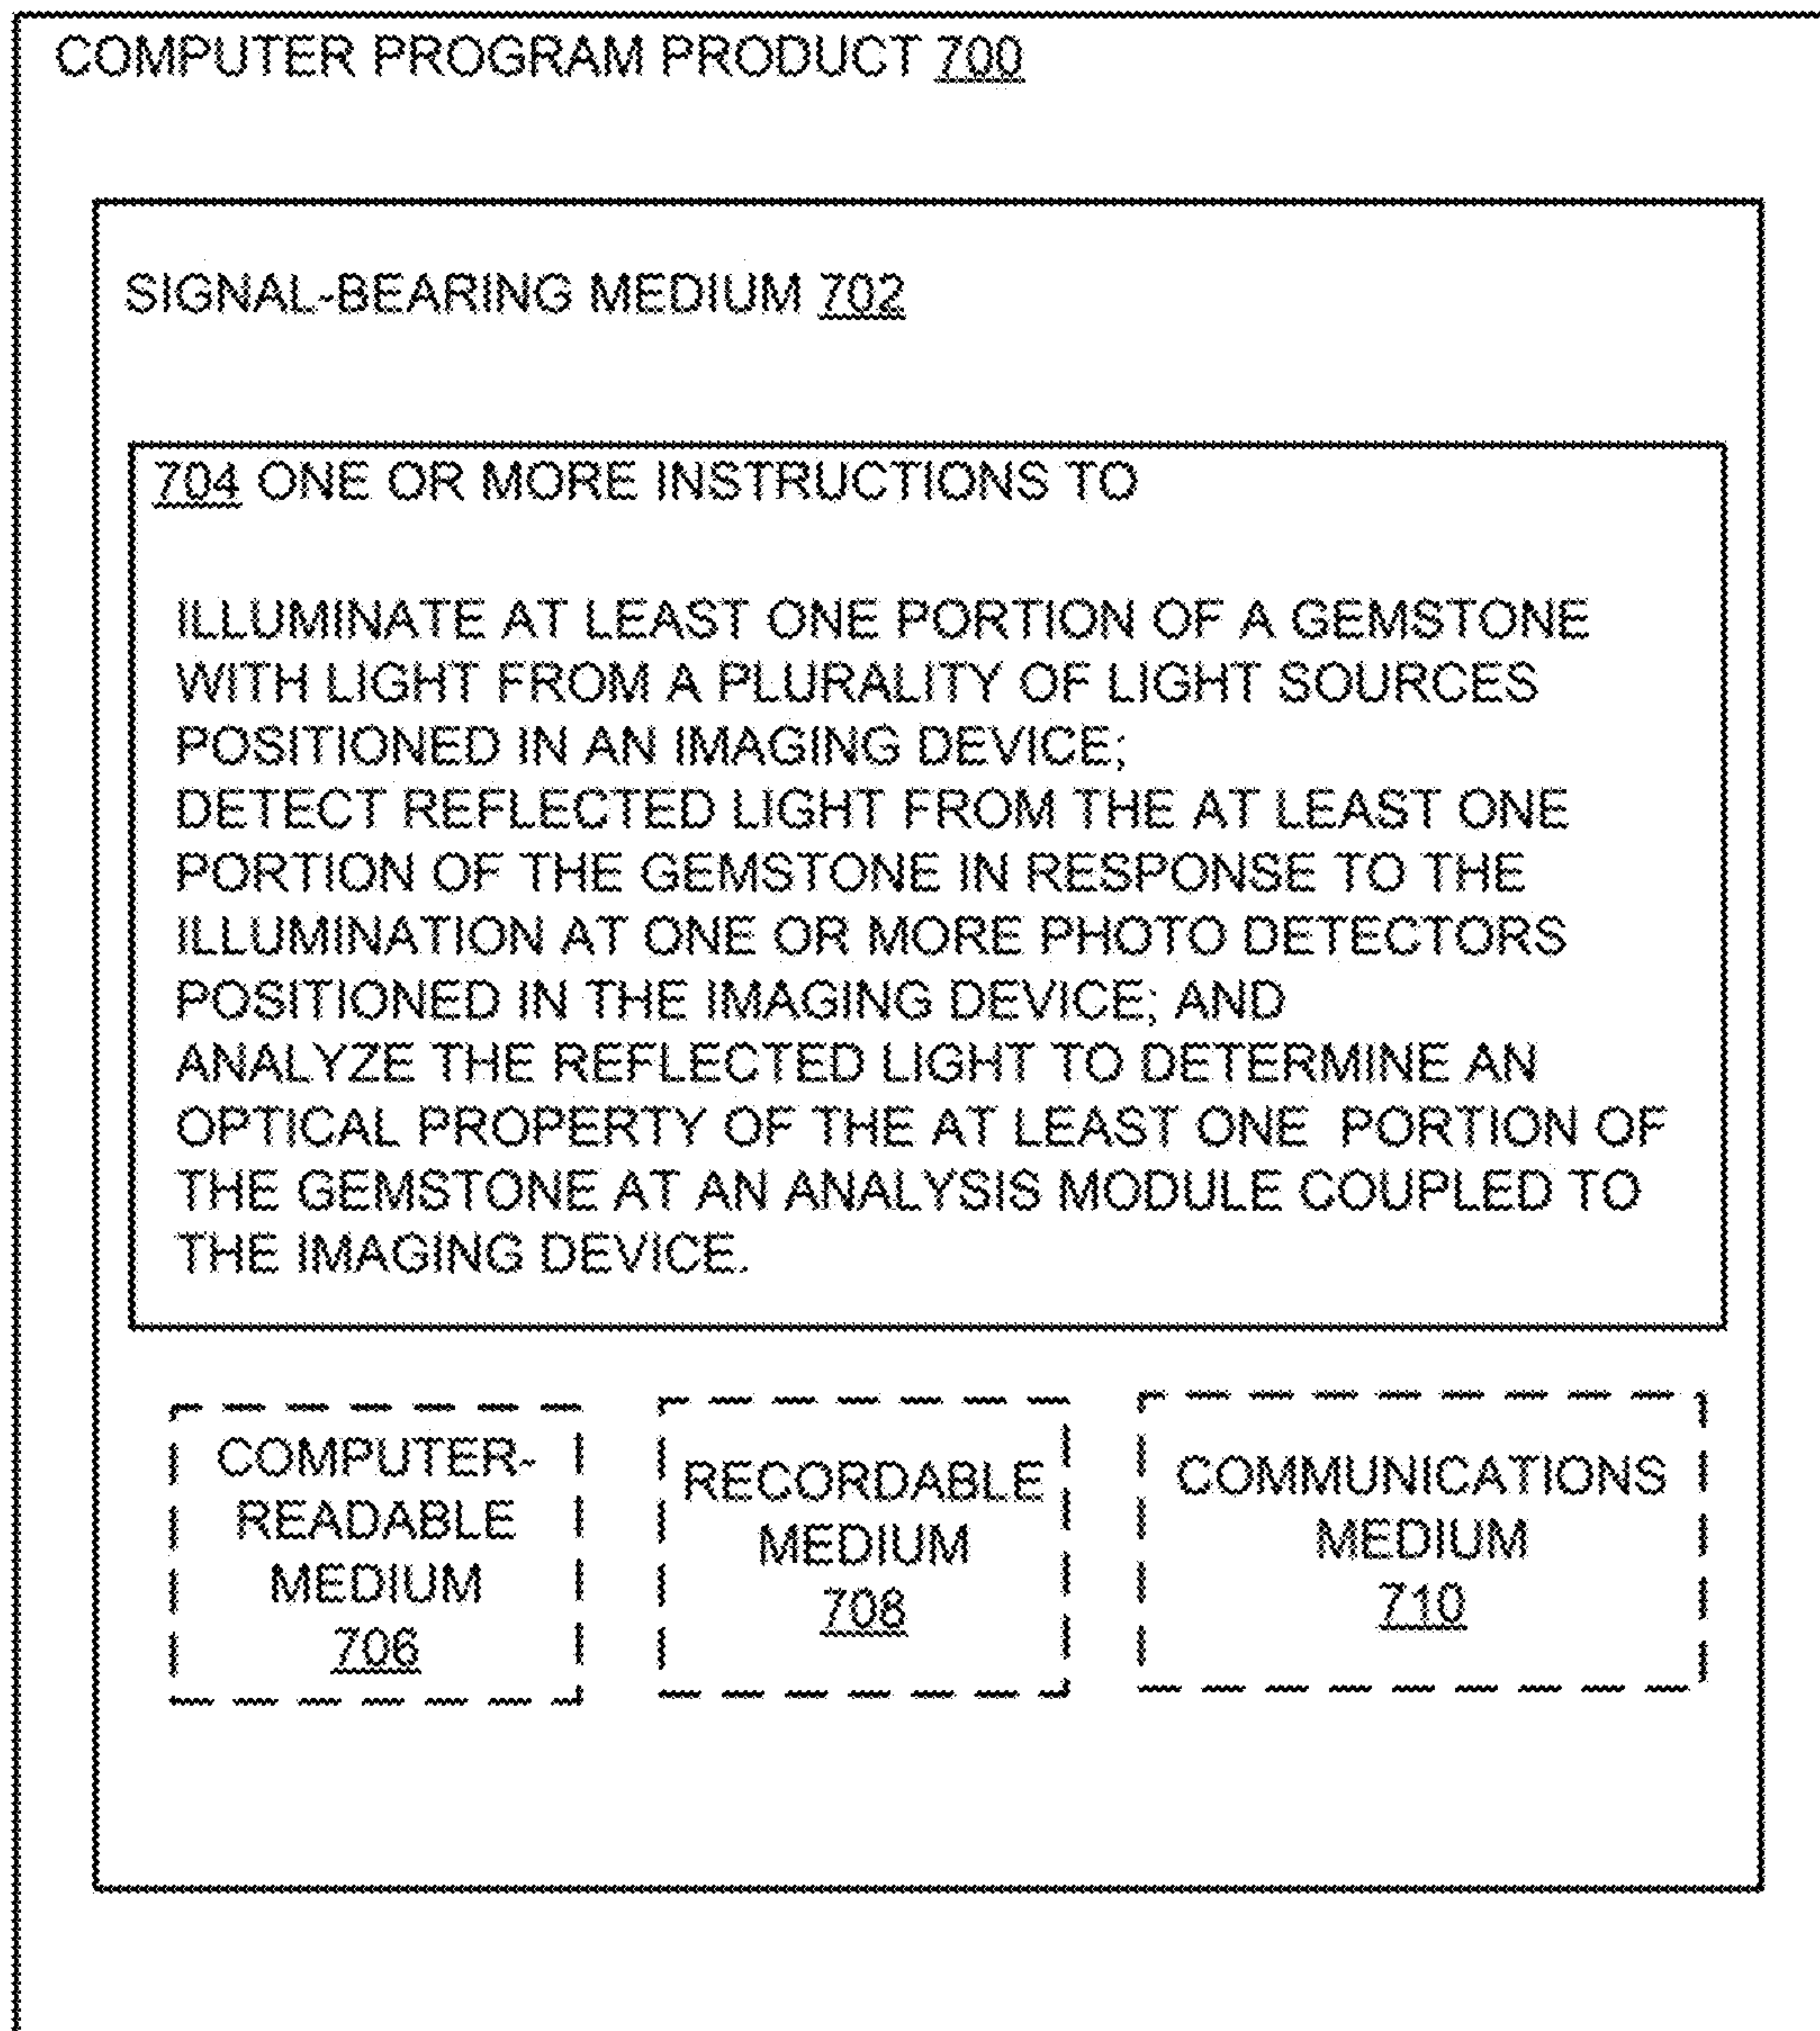 COMPUTER PROGRAM PRODUCT 700
SIGNAL-BEARING MEDIUM 702
704 ONE OR MORE INSTRUCTIONS TO
ILLUMINATE AT LEAST ONE PORTION OF A GEMSTONE
WITH LIGHT FROM A PLURALITY OF LIGHT SOURCES
POSITIONED IN AN IMAGING DEVICE;
DETECT REFLECTED LIGHT FROM THE AT LEAST ONE
PORTION OF THE GEMSTONE IN RESPONSE TO THE
ILLUMINATION AT ONE OR MORE PHOTO DETECTORS
POSITIONED IN THE IMAGING DEVICE; AND
ANALYZE THE REFLECTED LIGHT TO DETERMINE AN
OPTICAL PROPERTY OF THE AT LEAST ONE PORTION OF
THE GEMSTONE AT AN ANALYSIS MODULE COUPLED TO
THE IMAGING DEVICE.
COMPUTER-
READABLE
MEDIUM
706
RECORDABLE
MEDIUM
708
COMMUNICATIONS
MEDIUM
710